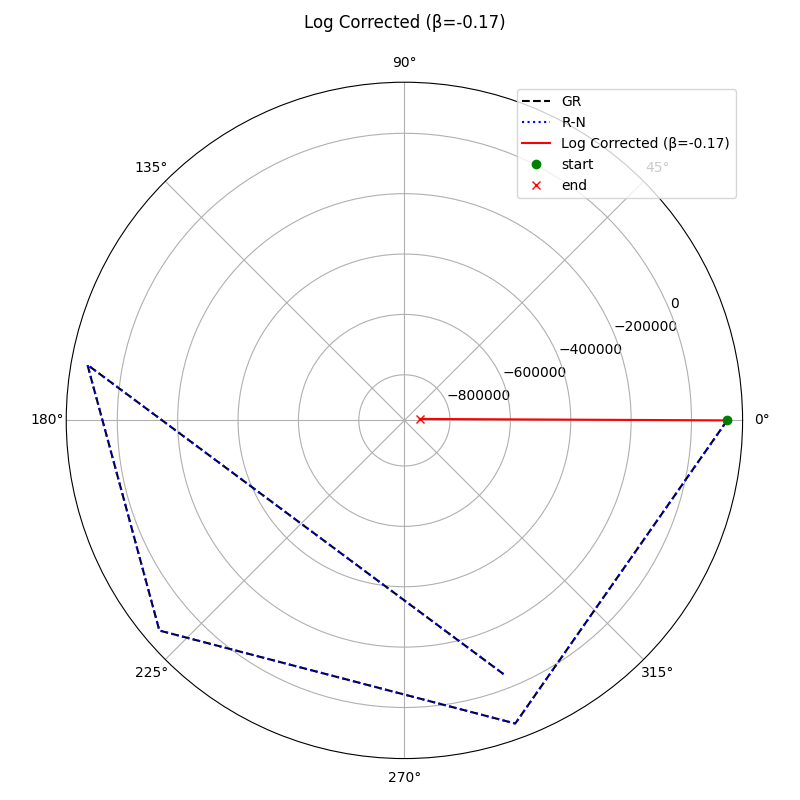 Log Corrected (β=-0.17)
90°
GR
R-N
Log Corrected (β=-0.17)
start
end
135°
45°
0
−200000
−400000
−600000
−800000
180°
0°
225°
315°
270°